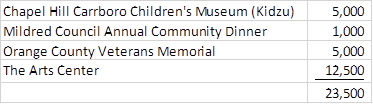 Chapel Hill Carrboro Children's Museum (Kidzu) 5,000
Mildred Council Annual Community Dinner 1,000
Orange County Veterans Memorial 5,000
The Arts Center 12,500
23,500